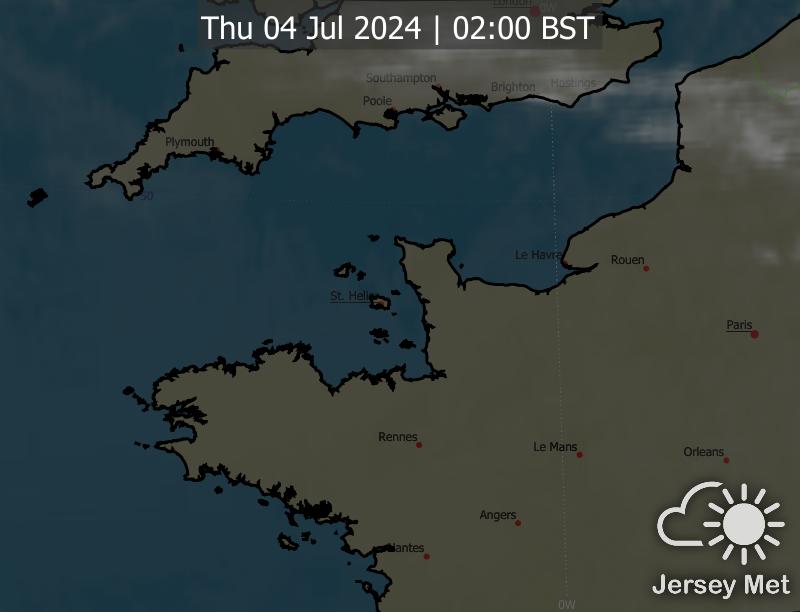 London
0W
Thu 04 Jul 2024 | 02:00 BST
Southampton
Brighton
Hastings
Poole
Plymouth
50
Le Havre
Rouen
St. Helier
Paris
Rennes
Le Mans
Orleans
Angers
Nantes
Jersey Met
0W